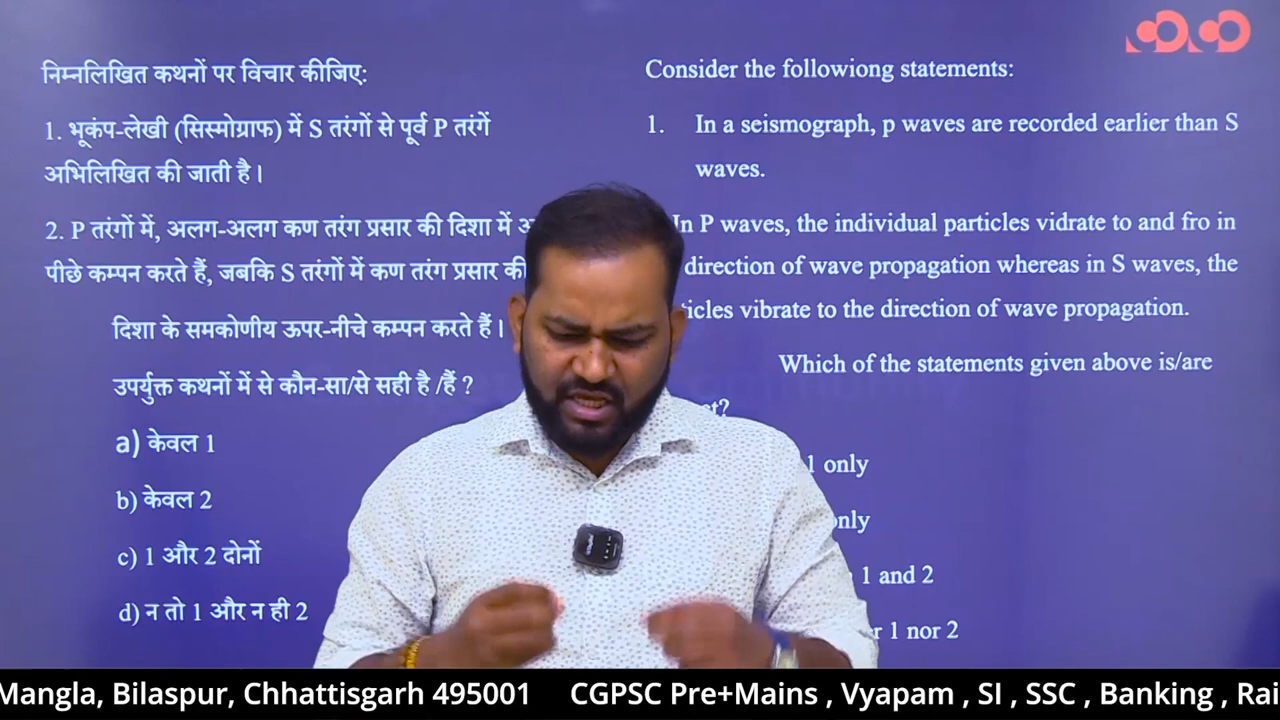 निम्नलिखित कथनों पर विचार कीजिए:
1. भूकंप-लेखी (सिस्मोग्राफ) में S तरंगों से पूर्व P तरंगें
अभिलिखित की जाती है।
2. P तरंगों में, अलग-अलग कण तरंग प्रसार की दिशा में
पीछे कम्पन करते हैं, जबकि S तरंगों में कण तरंग प्रसार की
दिशा के समकोणीय ऊपर-नीचे कम्पन करते हैं।
उपर्युक्त कथनों में से कौन-सा/से सही है /हैं ?
a) केवल 1
b) केवल 2
c) 1 और 2 दोनों
d) न तो 1 और न ही 2
Consider the followiong statements:
1. In a seismograph, p waves are recorded earlier than S
waves.
In P waves, the individual particles vidrate to and fro in
direction of wave propagation whereas in S waves, the
vibrate to the direction of wave propagation.
Which of the statements given above is/are
1 only
only
1 and 2
1 nor 2
Mangla, Bilaspur, Chhattisgarh 495001 CGPSC Pre+Mains , Vyapam , SI , SSC , Banking ,